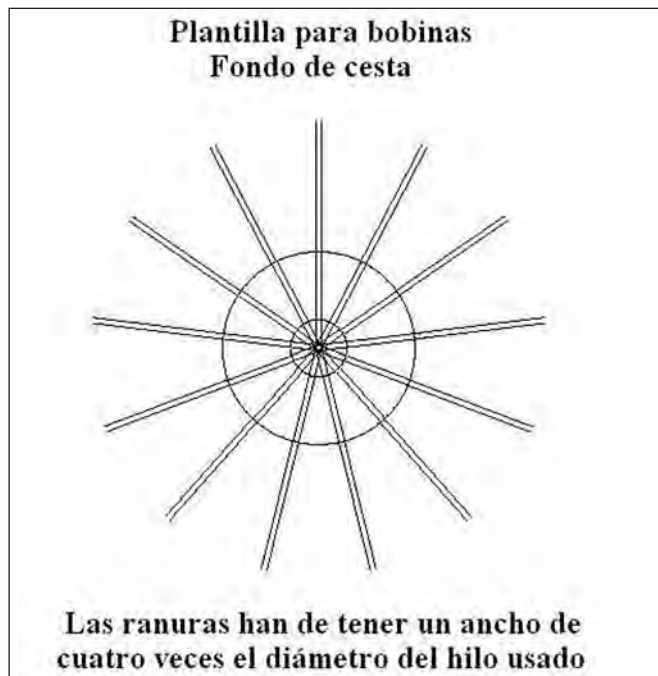 Plantilla para bobinas
Fondo de cesta
Las ranuras han de tener un ancho de
cuatro veces el diámetro del hilo usado